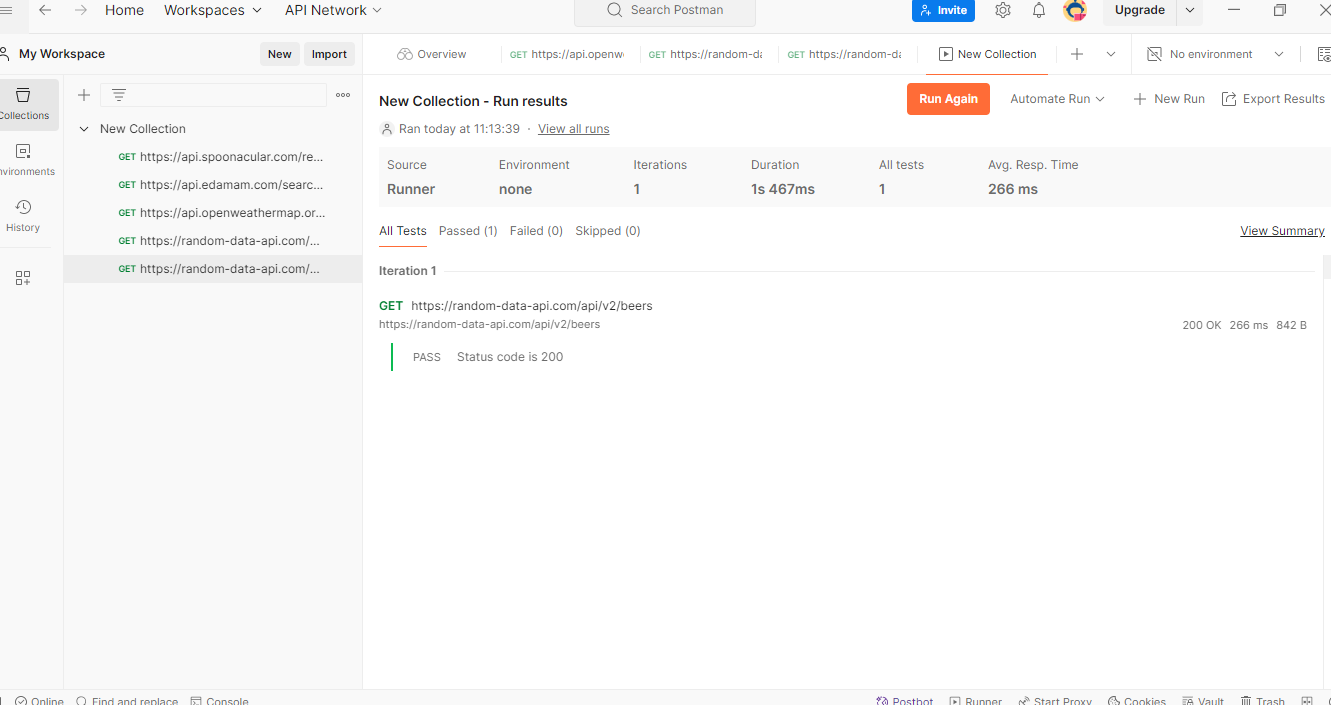 Home Workspaces API Network Search Postman Invite Upgrade
My Workspace New Import Overview GET https://api.openw GET https://random-da GET https://random-da New Collection No environment
Collections
New Collection - Run results Run Again Automate Run New Run Export Results
Ran today at 11:13:39 · View all runs
New Collection
GET https://api.spoonacular.com/re...
GET https://api.edamam.com/searc...
GET https://api.openweathermap.or...
GET https://random-data-api.com/...
GET https://random-data-api.com/...
nvironments
History
Source Environment Iterations Duration All tests Avg. Resp. Time
Runner none 1 1s 467ms 1 266 ms
All Tests Passed (1) Failed (0) Skipped (0) View Summary
Iteration 1
GET https://random-data-api.com/api/v2/beers
https://random-data-api.com/api/v2/beers 200 OK 266 ms 842 B
PASS Status code is 200
Online Find and replace Console Postbot Runner Start Proxy Cookies Vault Trash